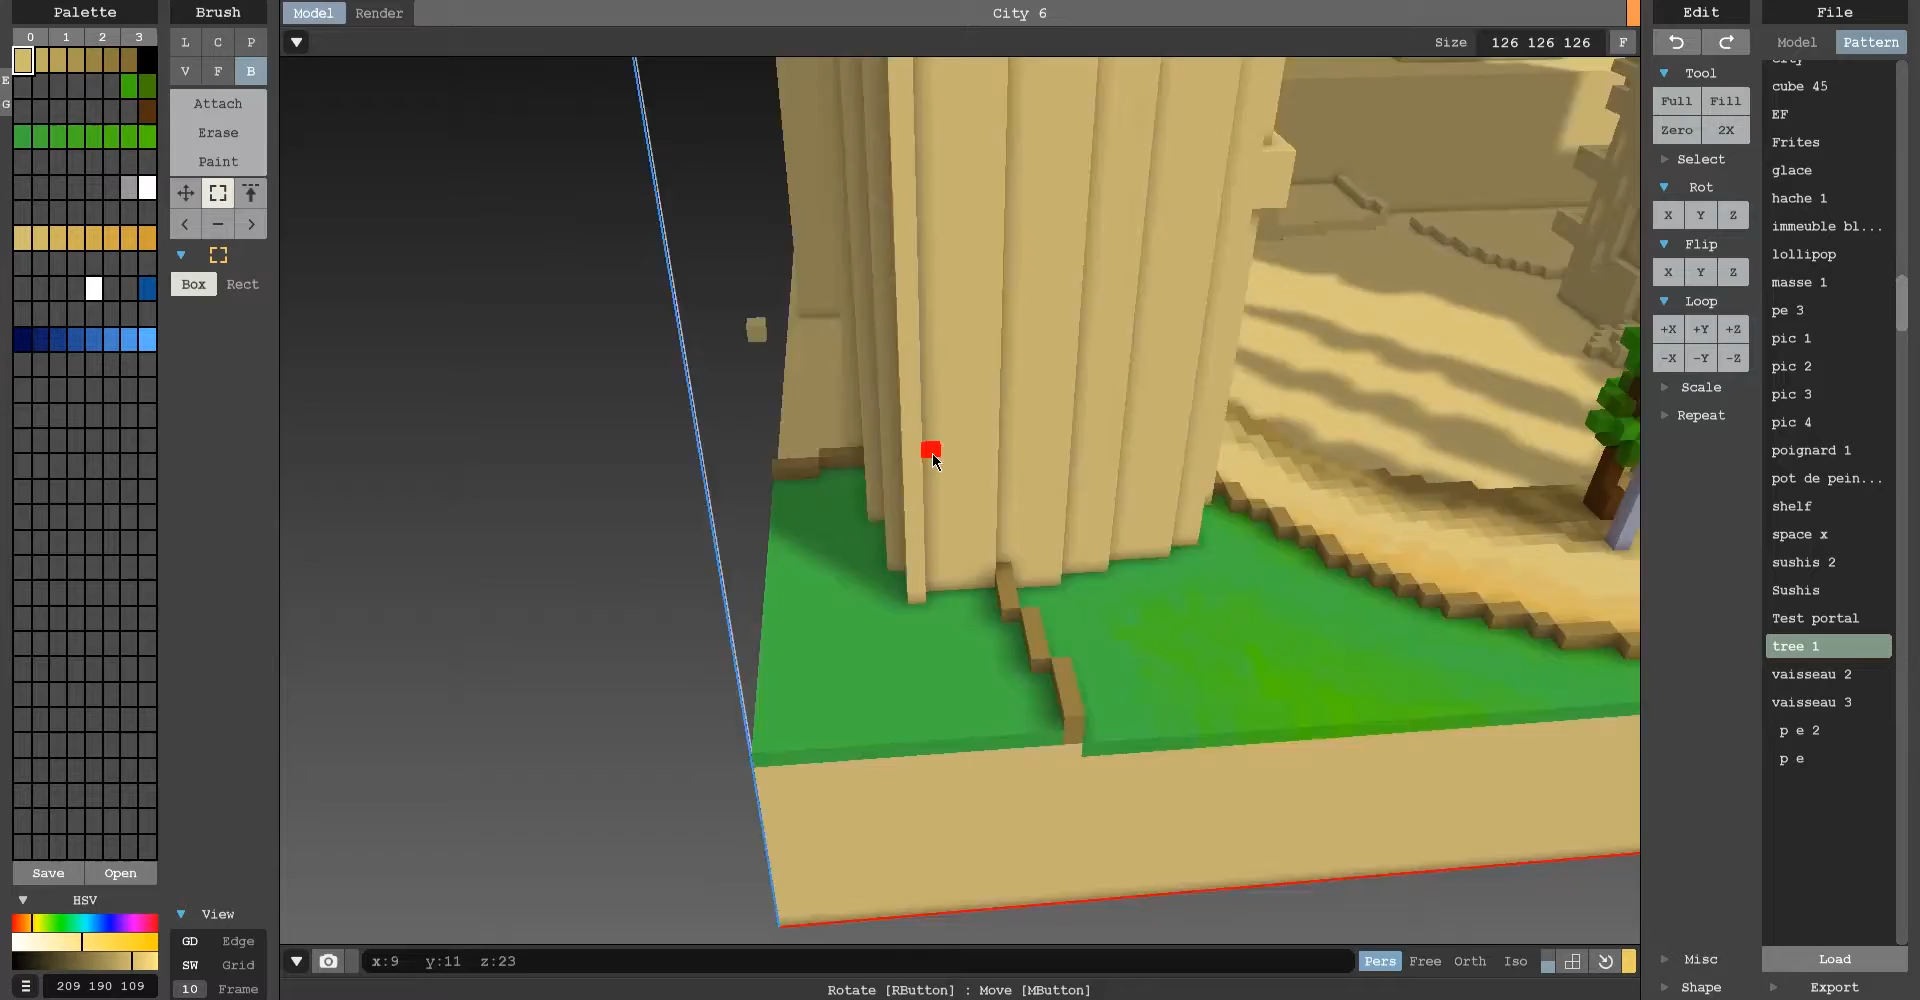 Palette
0 1 2 3
E
G
Save Open
HSV
209 190 109
Brush
L C P
V F B
Attach
Erase
Paint
< - >
Box Rect
View
GD Edge
SW Grid
10 Frame
Model Render
City 6
Size 126 126 126 F
x:9 y:11 z:23
Pers Free Orth Iso
Rotate [RButton] : Move [MButton]
Edit
Tool
Full Fill
Zero 2X
Select
Rot
X Y Z
Flip
X Y Z
Loop
+X +Y +Z
-X -Y -Z
Scale
Repeat
Misc
Shape
File
Model Pattern
City
cube 45
EF
Frites
glace
hache 1
immeuble bl...
lollipop
masse 1
pe 3
pic 1
pic 2
pic 3
pic 4
poignard 1
pot de pein...
shelf
space x
sushis 2
Sushis
Test portal
tree 1
vaisseau 2
vaisseau 3
p e 2
p e
Load
Export